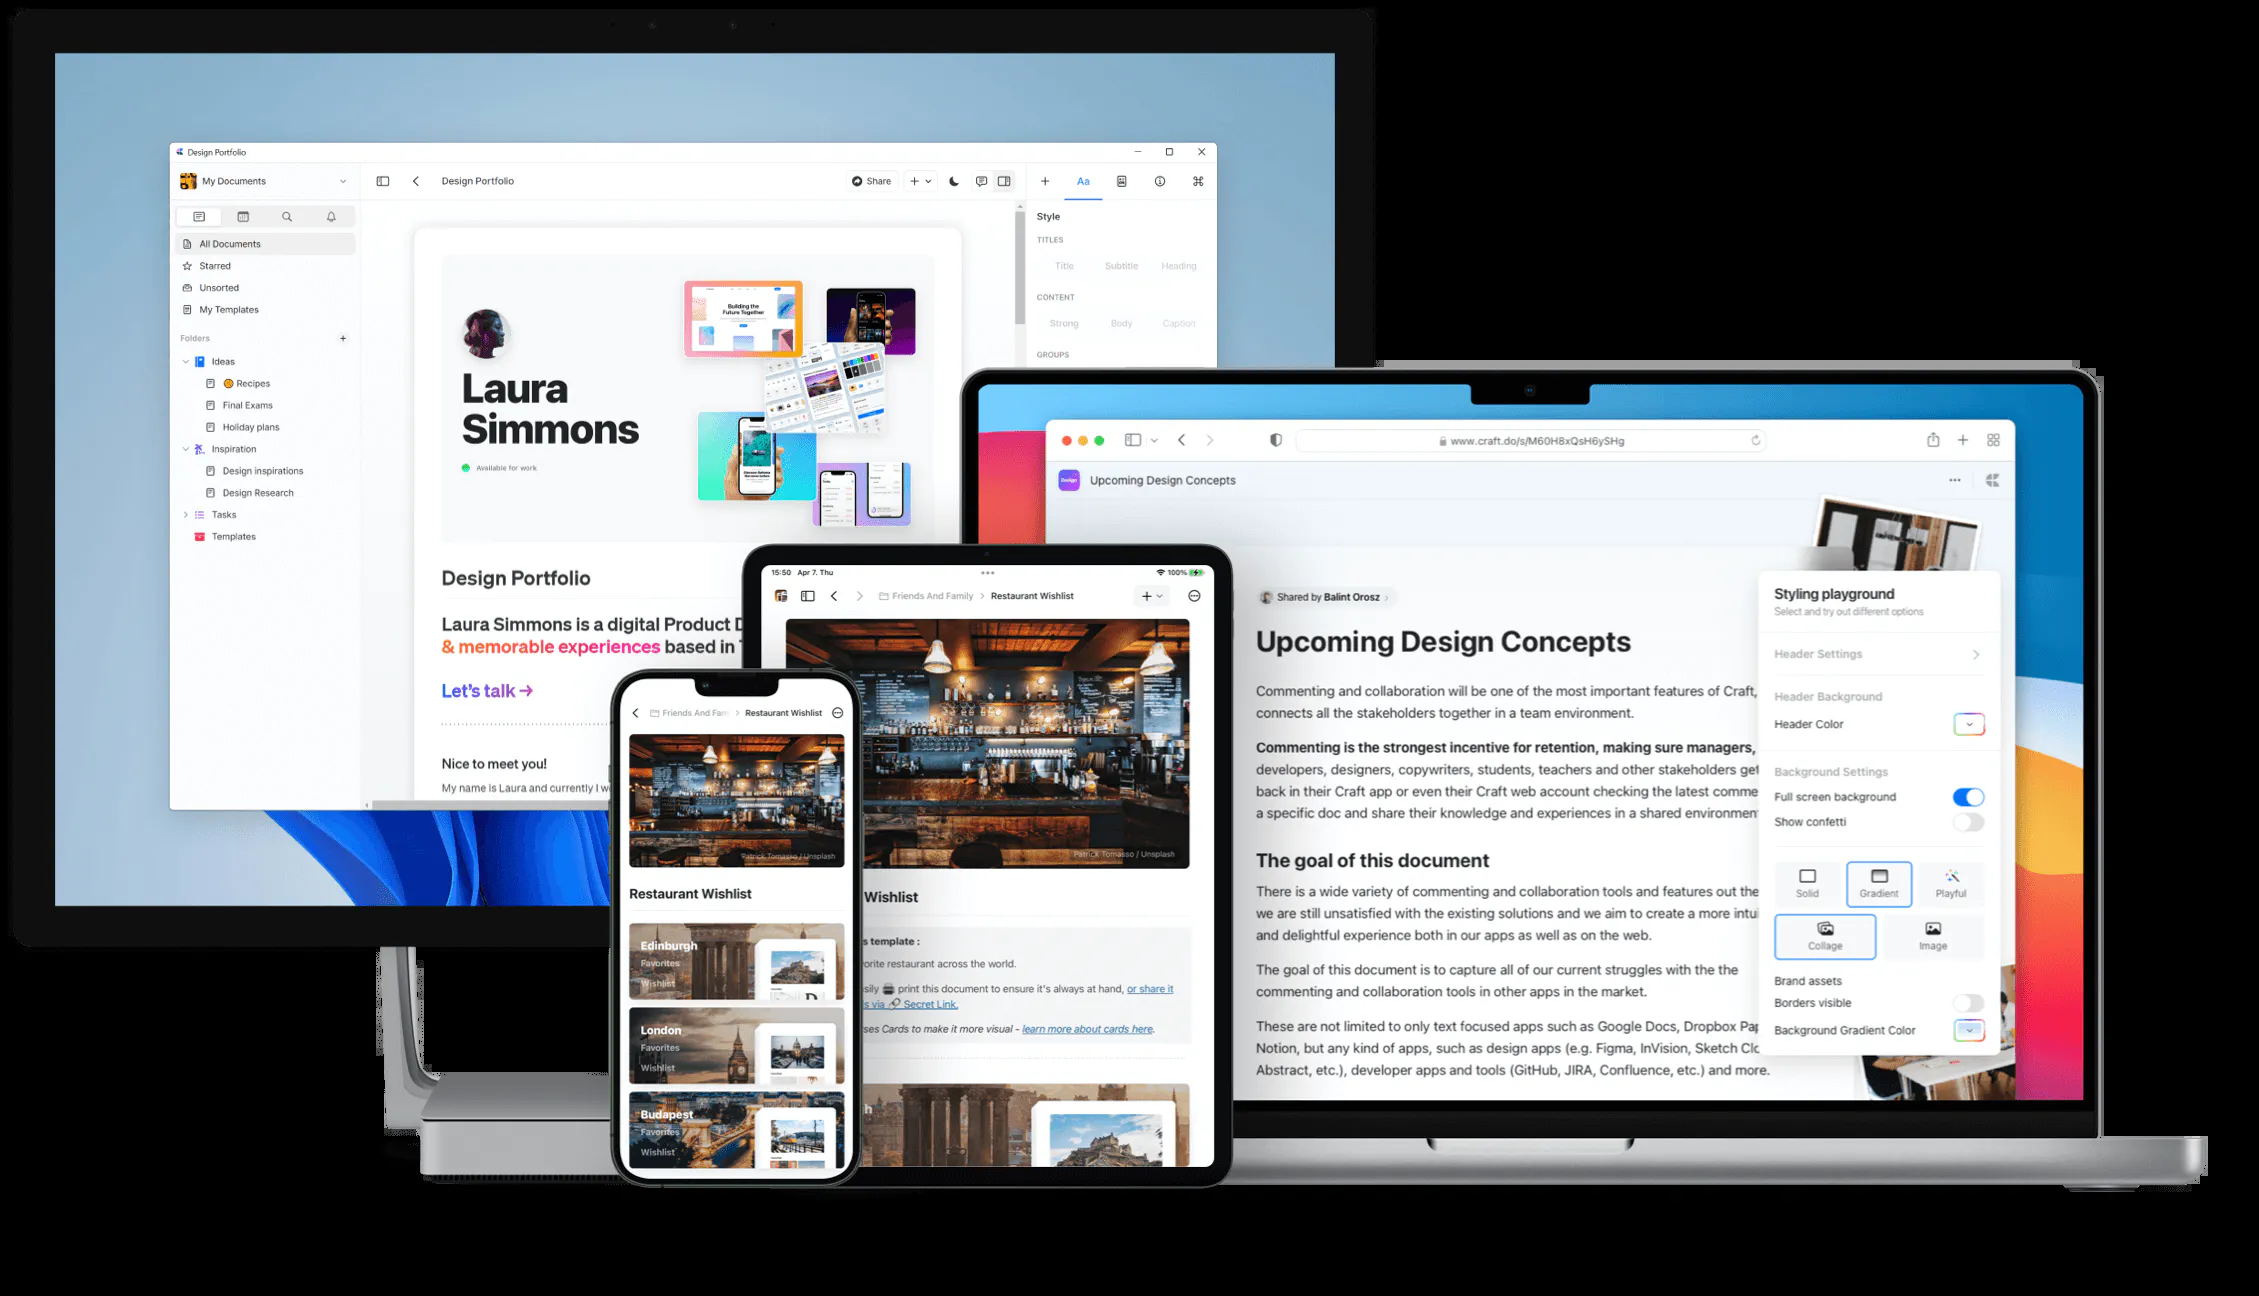 Design Portfolio
My Documents
Design Portfolio
Share
Aa
All Documents
Starred
Unsorted
My Templates
Folders
Ideas
Recipes
Final Exams
Holiday plans
Inspiration
Design inspirations
Design Research
Tasks
Templates
Style
TITLES
Title Subtitle Heading
CONTENT
Strong Body Caption
GROUPS
Building the
Future Together
Laura
Simmons
Available for work
Design Portfolio
Laura Simmons is a digital Product D
& memorable experiences based in
Let's talk →
Nice to meet you!
My name is Laura and currently I w
Friends And Fam > Restaurant Wishlist
Patrick Tomasso / Unsplash
Restaurant Wishlist
Edinburgh
Favorites
Wishlist
London
Favorites
Wishlist
Budapest
Favorites
Wishlist
15:50 Apr 7. Thu
100%
Friends And Family > Restaurant Wishlist
Patrick Tomasso / Unsplash
Wishlist
s template :
orite restaurant across the world.
sily print this document to ensure it's always at hand, or share it
s via Secret Link.
ses Cards to make it more visual - learn more about cards here.
h
www.craft.do/s/M60H8xQsH6ySHg
Design
Upcoming Design Concepts
Shared by Balint Orosz
Upcoming Design Concepts
Commenting and collaboration will be one of the most important features of Craft,
connects all the stakeholders together in a team environment.
Commenting is the strongest incentive for retention, making sure managers,
developers, designers, copywriters, students, teachers and other stakeholders get
back in their Craft app or even their Craft web account checking the latest comme
a specific doc and share their knowledge and experiences in a shared environmen
The goal of this document
There is a wide variety of commenting and collaboration tools and features out the
we are still unsatisfied with the existing solutions and we aim to create a more intui
and delightful experience both in our apps as well as on the web.
The goal of this document is to capture all of our current struggles with the the
commenting and collaboration tools in other apps in the market.
These are not limited to only text focused apps such as Google Docs, Dropbox Pap
Notion, but any kind of apps, such as design apps (e.g. Figma, InVision, Sketch Clo
Abstract, etc.), developer apps and tools (GitHub, JIRA, Confluence, etc.) and more.
Styling playground
Select and try out different options
Header Settings
Header Background
Header Color
Background Settings
Full screen background
Show confetti
Solid Gradient Playful
Collage Image
Brand assets
Borders visible
Background Gradient Color